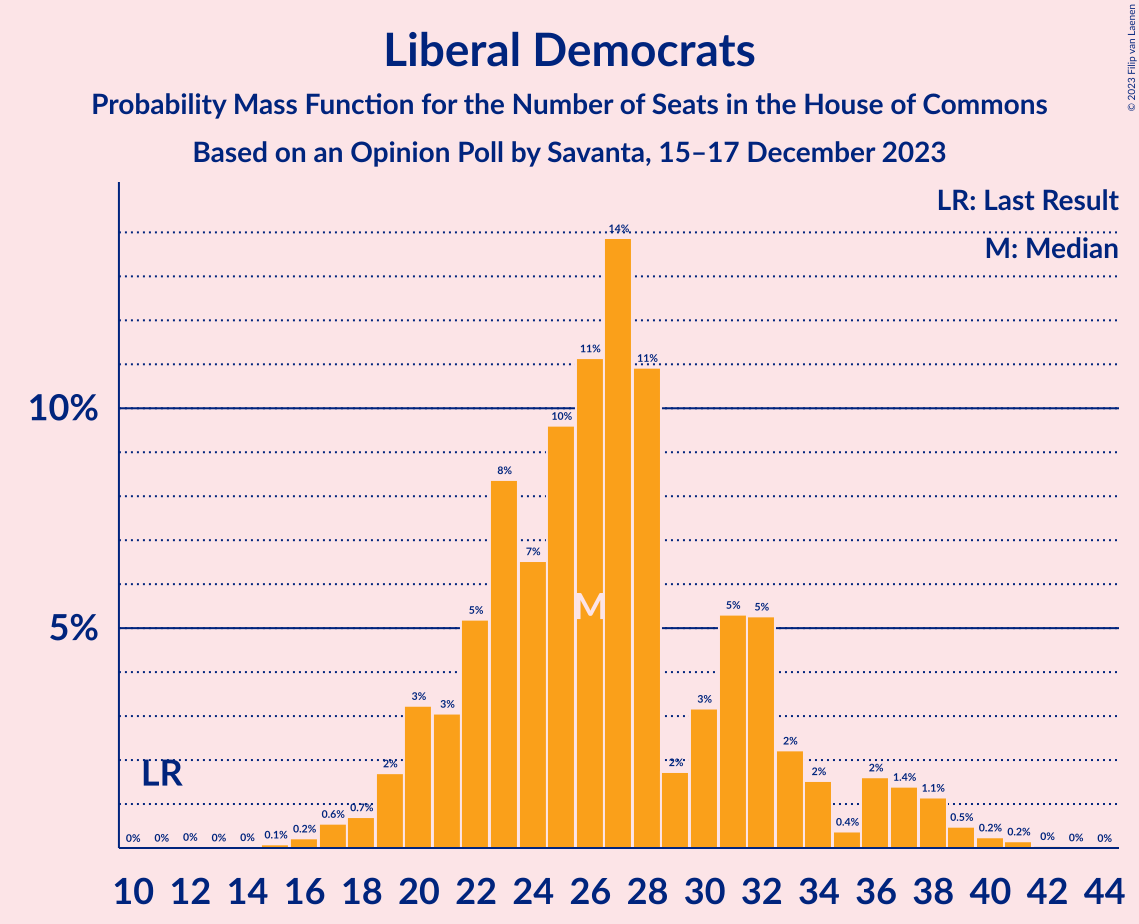 Liberal Democrats
Probability Mass Function for the Number of Seats in the House of Commons
Based on an Opinion Poll by Savanta, 15–17 December 2023
© 2023 Filip van Laenen
LR: Last Result
M: Median
10%
5%
LR
M
0% 0% 0% 0% 0% 0.1% 0.2% 0.6% 0.7% 2% 3% 3% 5% 8% 7% 10% 11% 14% 11% 2% 3% 5% 5% 2% 2% 0.4% 2% 1.4% 1.1% 0.5% 0.2% 0.2% 0% 0% 0%
10 12 14 16 18 20 22 24 26 28 30 32 34 36 38 40 42 44